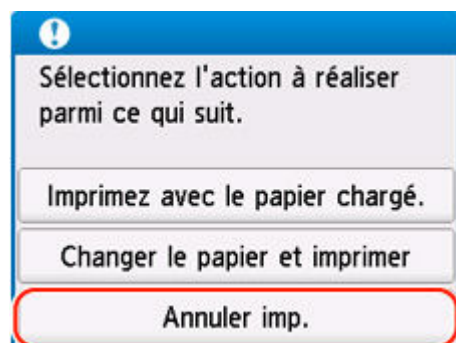 Sélectionnez l'action à réaliser
parmi ce qui suit.
Imprimez avec le papier chargé.
Changer le papier et imprimer
Annuler imp.